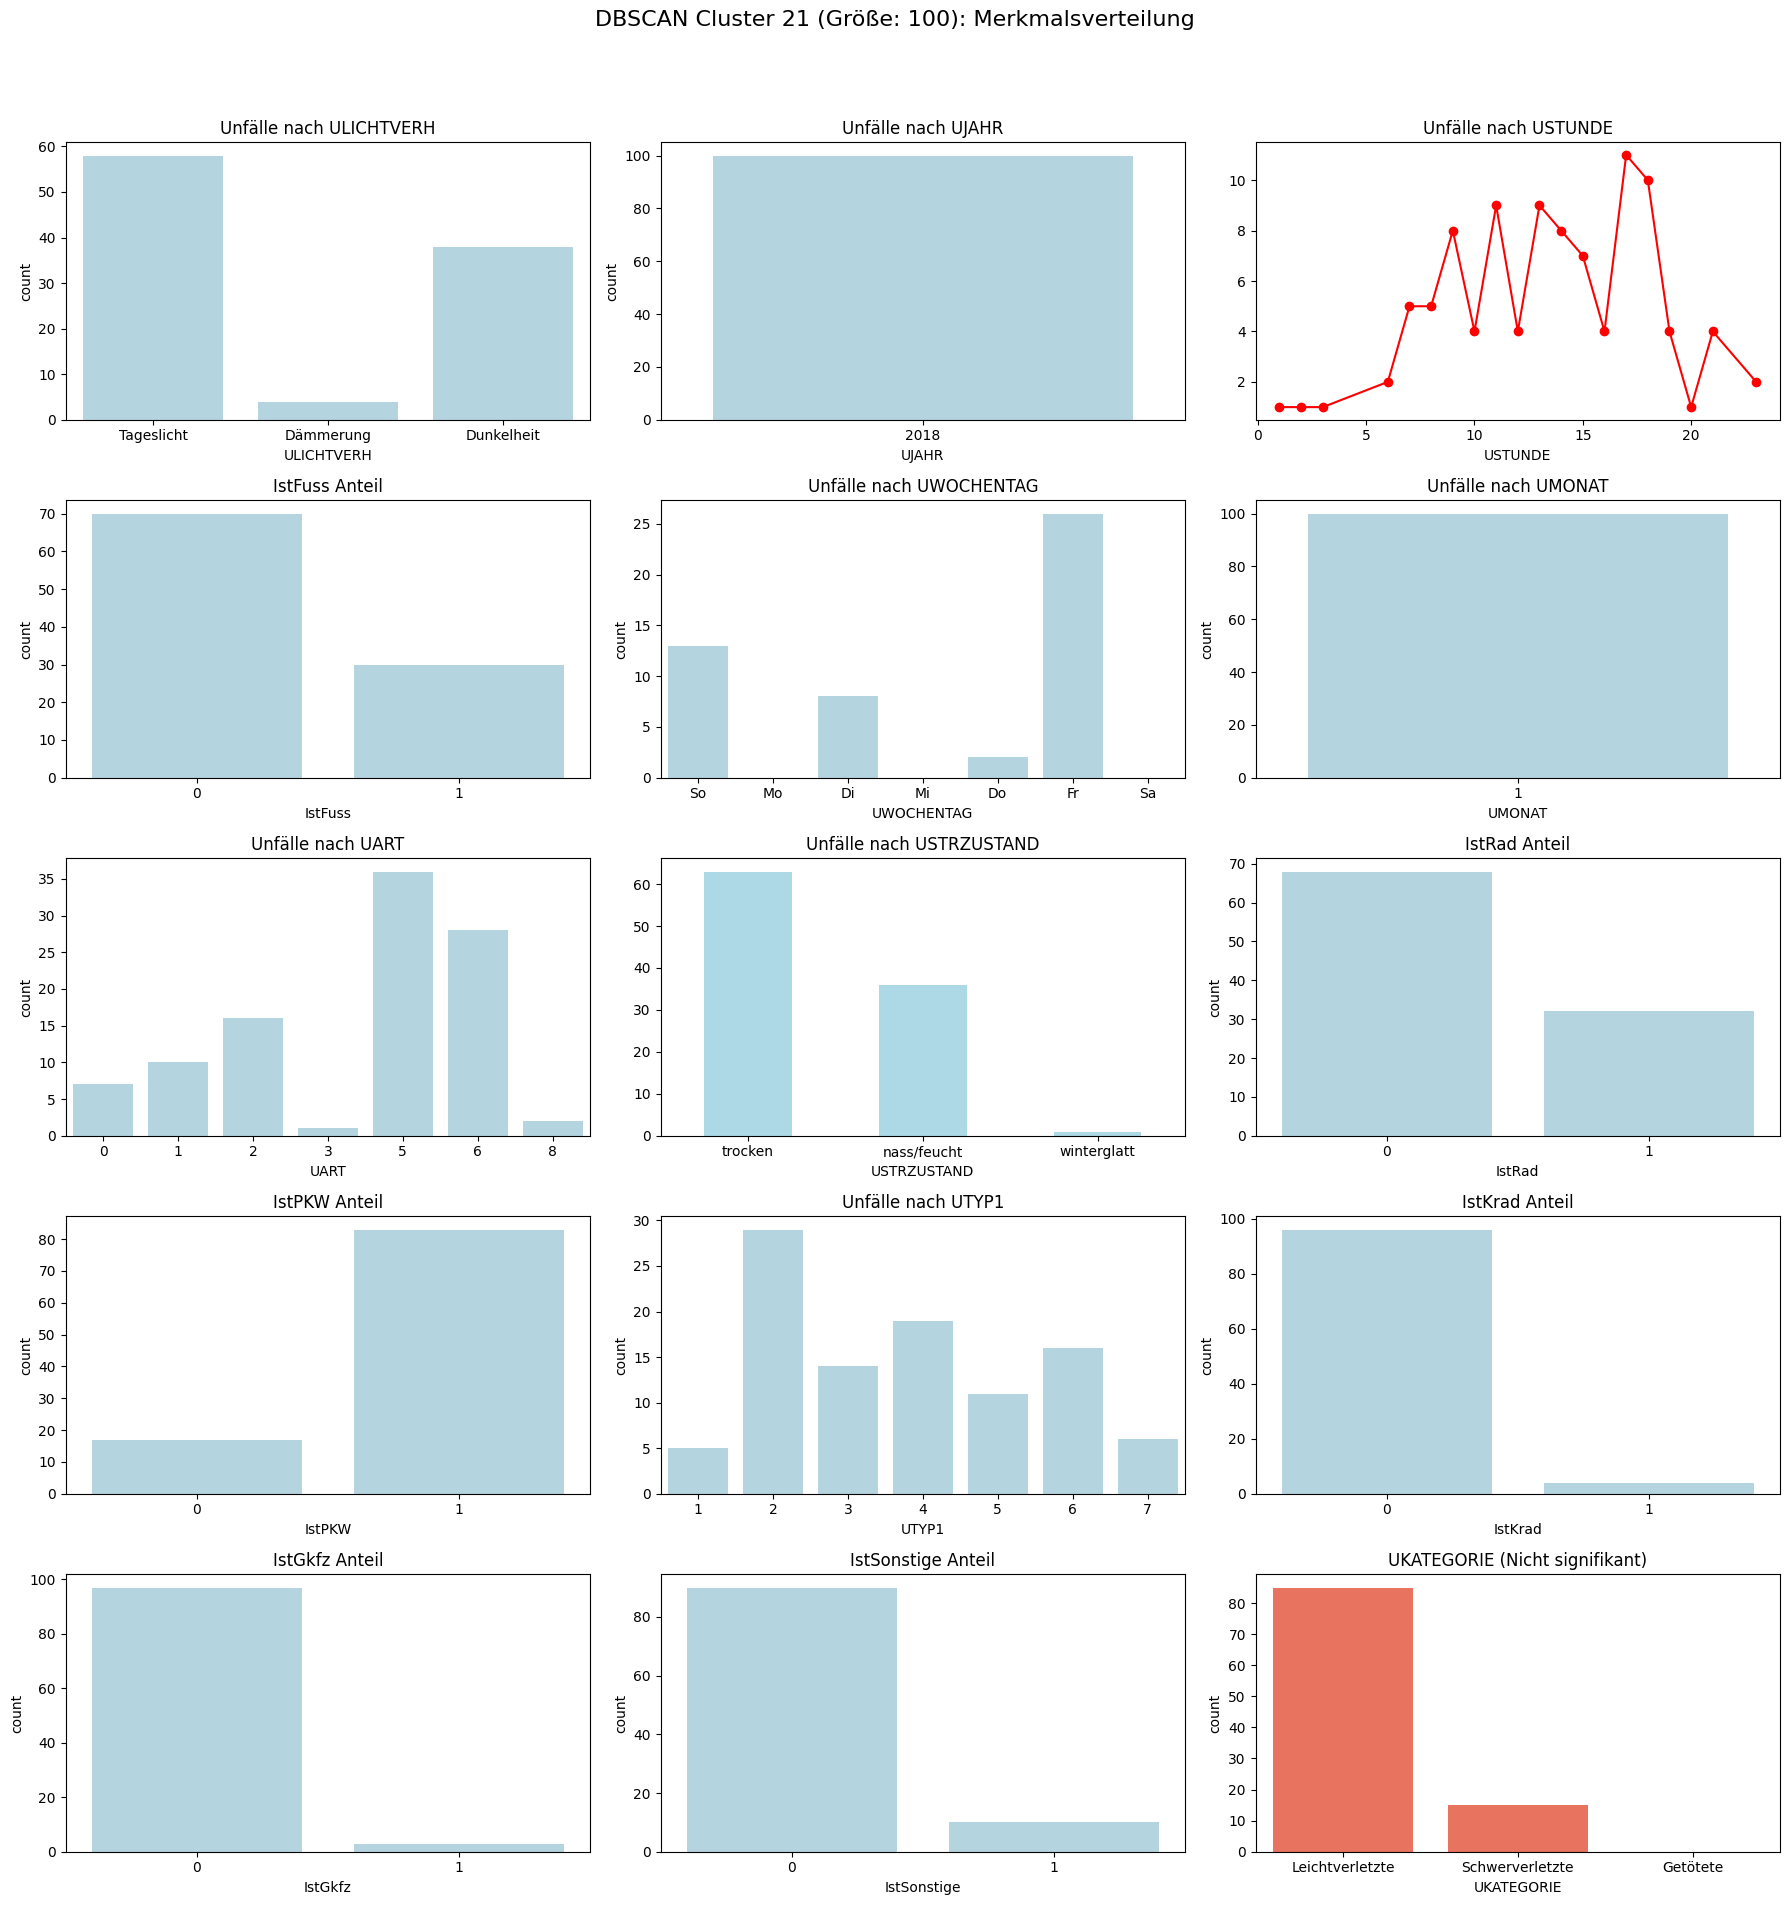 DBSCAN Cluster 21 (Größe: 100): Merkmalsverteilung
Unfälle nach ULICHTVERH
60
50
40
30
20
10
0
count
Tageslicht Dämmerung Dunkelheit
ULICHTVERH
Unfälle nach UJAHR
100
80
60
40
20
0
count
2018
UJAHR
Unfälle nach USTUNDE
10
8
6
4
2
0 5 10 15 20
USTUNDE
IstFuss Anteil
70
60
50
40
30
20
10
0
count
0 1
IstFuss
Unfälle nach UWOCHENTAG
25
20
15
10
5
0
count
So Mo Di Mi Do Fr Sa
UWOCHENTAG
Unfälle nach UMONAT
100
80
60
40
20
0
count
1
UMONAT
Unfälle nach UART
35
30
25
20
15
10
5
0
count
0 1 2 3 5 6 8
UART
Unfälle nach USTRZUSTAND
60
50
40
30
20
10
0
trocken nass/feucht winterglatt
USTRZUSTAND
IstRad Anteil
70
60
50
40
30
20
10
0
count
0 1
IstRad
IstPKW Anteil
80
70
60
50
40
30
20
10
0
count
0 1
IstPKW
Unfälle nach UTYP1
30
25
20
15
10
5
0
count
1 2 3 4 5 6 7
UTYP1
IstKrad Anteil
100
80
60
40
20
0
count
0 1
IstKrad
IstGkfz Anteil
100
80
60
40
20
0
count
0 1
IstGkfz
IstSonstige Anteil
80
60
40
20
0
count
0 1
IstSonstige
UKATEGORIE (Nicht signifikant)
80
70
60
50
40
30
20
10
0
count
Leichtverletzte Schwerverletzte Getötete
UKATEGORIE